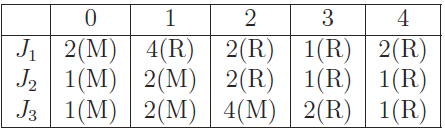 0 1 2 3 4
J₁ 2(M) 4(R) 2(R) 1(R) 2(R)
J₂ 1(M) 2(M) 2(R) 1(R) 1(R)
J₃ 1(M) 2(M) 4(M) 2(R) 1(R)